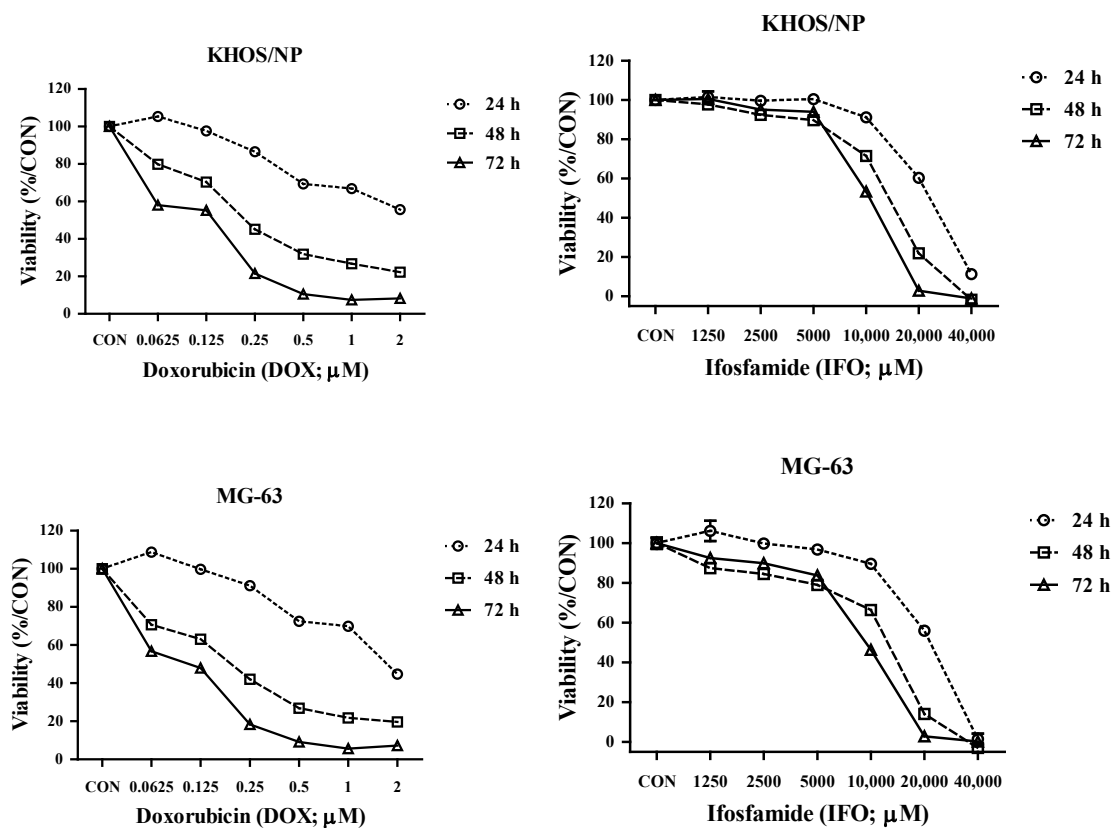 KHOS/NP
24 h
48 h
72 h
Viability (%/CON)
120
100
80
60
40
20
0
CON 0.0625 0.125 0.25 0.5 1 2
Doxorubicin (DOX; μM)
KHOS/NP
24 h
48 h
72 h
Viability (%/CON)
120
100
80
60
40
20
0
CON 1250 2500 5000 10,000 20,000 40,000
Ifosfamide (IFO; μM)
MG-63
24 h
48 h
72 h
Viability (%/CON)
120
100
80
60
40
20
0
CON 0.0625 0.125 0.25 0.5 1 2
Doxorubicin (DOX; μM)
MG-63
24 h
48 h
72 h
Viability (%/CON)
120
100
80
60
40
20
0
CON 1250 2500 5000 10,000 20,000 40,000
Ifosfamide (IFO; μM)